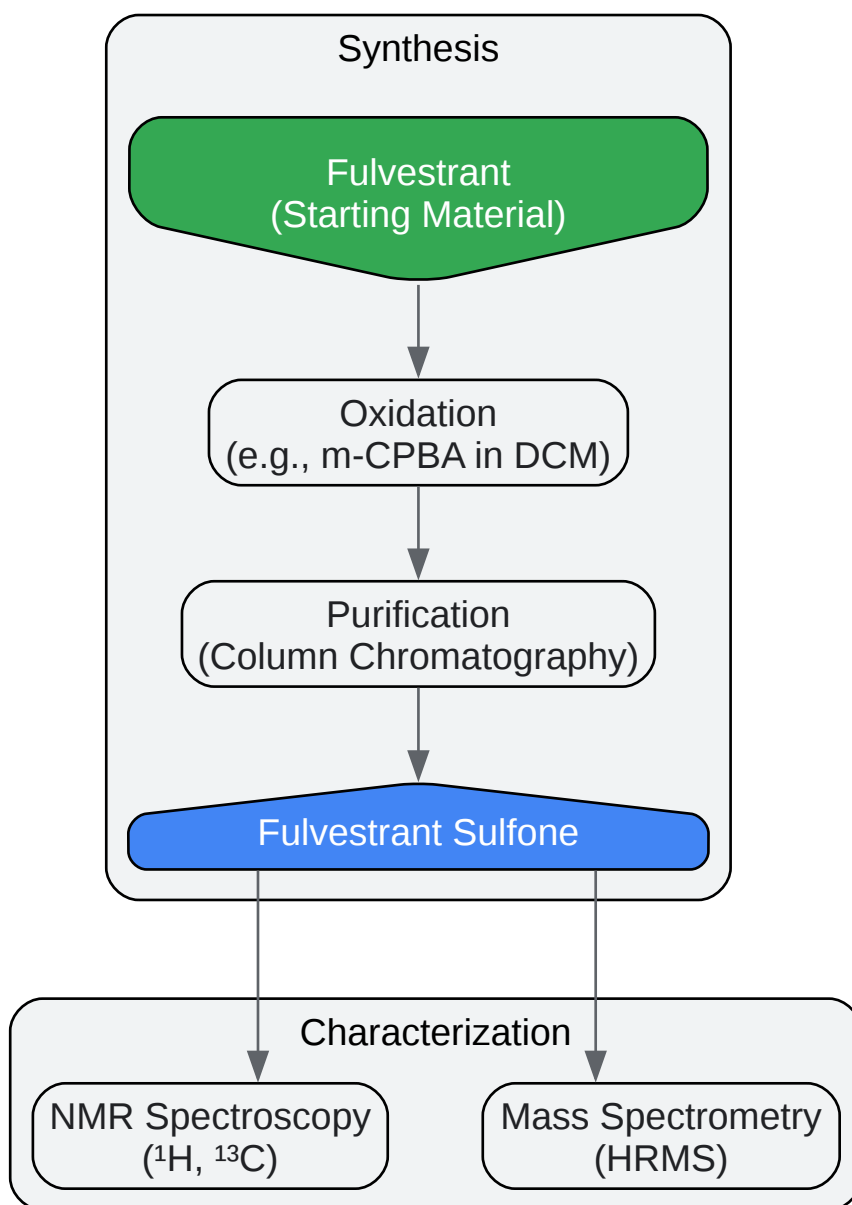 Synthesis
Fulvestrant
(Starting Material)
Oxidation
(e.g., m-CPBA in DCM)
Purification
(Column Chromatography)
Fulvestrant Sulfone
Characterization
NMR Spectroscopy
(¹H, ¹³C)
Mass Spectrometry
(HRMS)